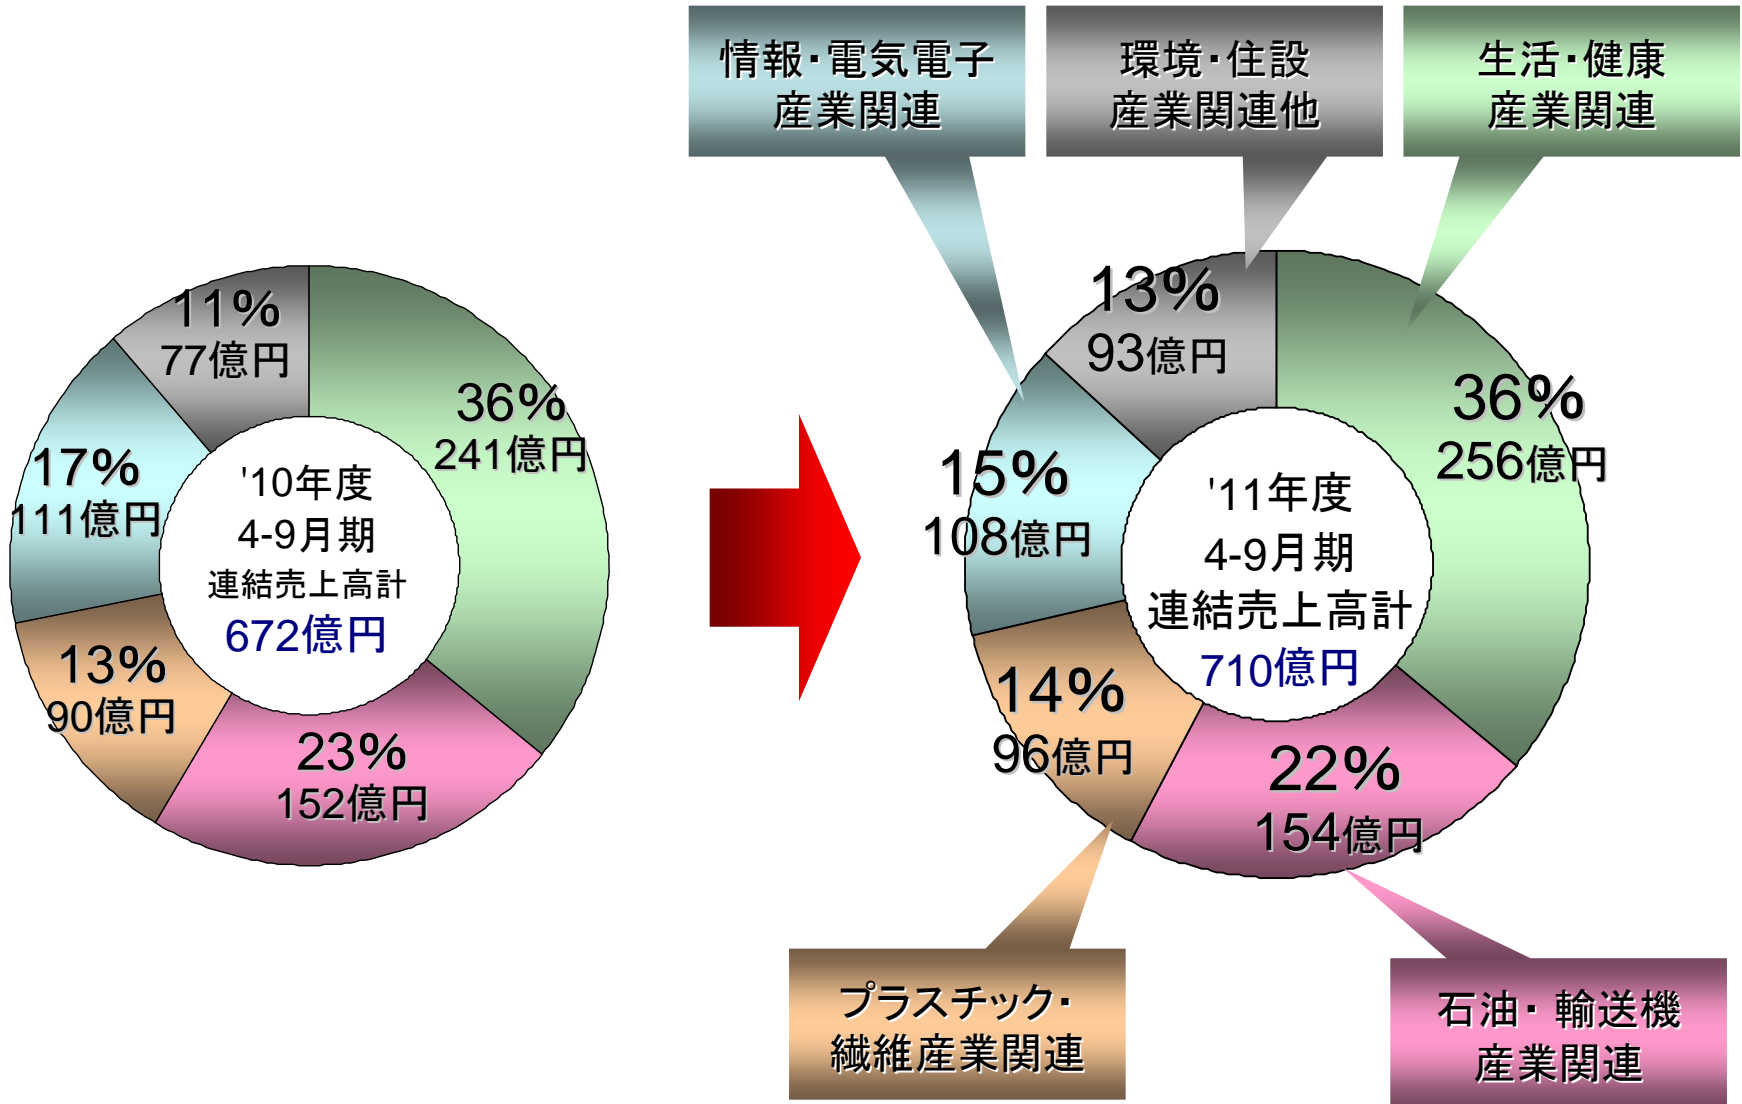 情報・電気電子
産業関連
環境・住設
産業関連他
生活・健康
産業関連
11%
77億円
36%
241億円
17%
111億円
13%
90億円
23%
152億円
'10年度
4-9月期
連結売上高計
672億円
13%
93億円
36%
256億円
15%
108億円
14%
96億円
22%
154億円
'11年度
4-9月期
連結売上高計
710億円
プラスチック・
繊維産業関連
石油・ 輸送機
産業関連